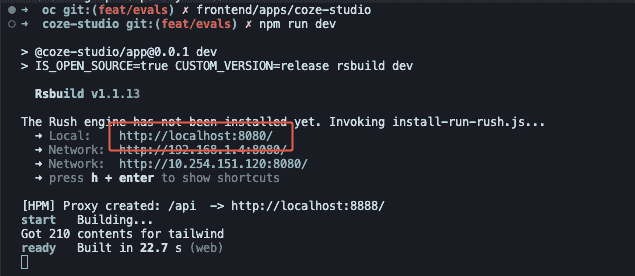 → oc git:(feat/evals) ✗ frontend/apps/coze-studio
→ coze-studio git:(feat/evals) ✗ npm run dev
> @coze-studio/app@0.0.1 dev
> IS_OPEN_SOURCE=true CUSTOM_VERSION=release rsbuild dev
Rsbuild v1.1.13
The Rush engine has not been installed yet. Invoking install-run-rush.js...
→ Local: http://localhost:8080/
→ Network: http://192.168.1.4:8080/
→ Network: http://10.254.151.120:8080/
→ press h + enter to show shortcuts
[HPM] Proxy created: /api -> http://localhost:8888/
start Building...
Got 210 contents for tailwind
ready Built in 22.7 s (web)